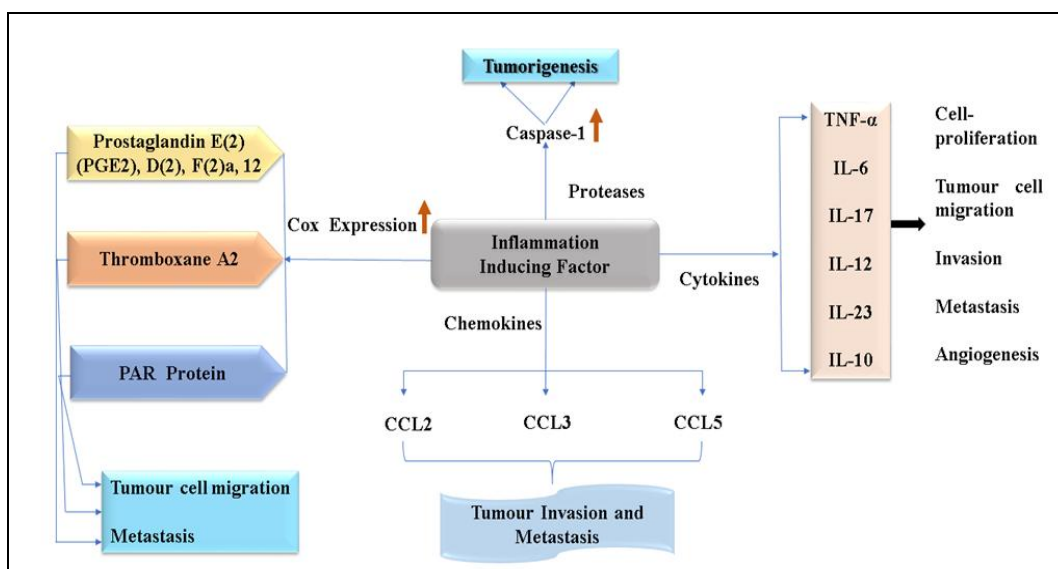 Tumorigenesis
Caspase-1
Proteases
Prostaglandin E(2)
(PGE2), D(2), F(2)a, 12
Thromboxane A2
PAR Protein
Cox Expression
Inflammation
Inducing Factor
Cytokines
Chemokines
TNF-α
IL-6
IL-17
IL-12
IL-23
IL-10
Cell-
proliferation
Tumour cell
migration
Invasion
Metastasis
Angiogenesis
CCL2
CCL3
CCL5
Tumour cell migration
Metastasis
Tumour Invasion and
Metastasis